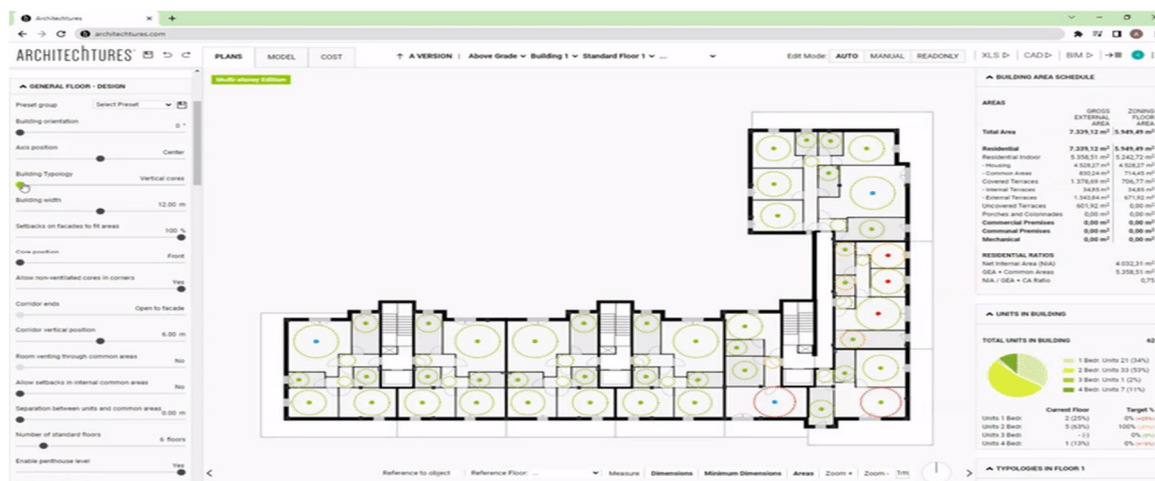 Architechtures
architechtures.com
ARCHITECHTURES
PLANS MODEL COST
A VERSION | Above Grade Building 1 Standard Floor 1 ...
Edit Mode: AUTO MANUAL READONLY
XLS CAD BIM
Multi-storey Edition
GENERAL FLOOR - DESIGN
Preset group Select Preset
Building orientation 0 °
Axis position Center
Building Typology Vertical cores
Building width 12.00 m
Setbacks on facades to fit areas 100 %
Core position Front
Allow non-ventilated cores in corners Yes
Corridor ends Open to facade
Corridor vertical position 6.00 m
Room venting through common areas No
Allow setbacks in internal common areas No
Separation between units and common areas 0.00 m
Number of standard floors 6 floors
Enable penthouse level Yes
Reference to object Reference Floor: ... Measure Dimensions Minimum Dimensions Areas Zoom + Zoom - 1m
BUILDING AREA SCHEDULE
AREAS
GROSS EXTERNAL AREA
ZONING FLOOR AREA
Total Area 7.339,12 m² 5.949,49 m²
Residential 7.339,12 m² 5.949,49 m²
Residential Indoor 5.358,51 m² 5.242,72 m²
- Housing 4.528,27 m² 4.528,27 m²
- Common Areas 830,24 m² 714,45 m²
Covered Terraces 1.378,69 m² 706,77 m²
- Internal Terraces 34,85 m² 34,85 m²
- External Terraces 1.343,84 m² 671,92 m²
Uncovered Terraces 601,92 m² 0,00 m²
Porches and Colonnades 0,00 m² 0,00 m²
Commercial Premises 0,00 m² 0,00 m²
Communal Premises 0,00 m² 0,00 m²
Mechanical 0,00 m² 0,00 m²
RESIDENTIAL RATIOS
Net Internal Area (NIA) 4.032,31 m²
GEA + Common Areas 5.358,51 m²
NIA / GEA + CA Ratio 0,75
UNITS IN BUILDING
TOTAL UNITS IN BUILDING 62
1 Bedr. Units 21 (34%)
2 Bedr. Units 33 (53%)
3 Bedr. Units 1 (2%)
4 Bedr. Units 7 (11%)
Current Floor Target %
Units 1 Bedr. 2 (25%) 0%
Units 2 Bedr. 5 (63%) 100%
Units 3 Bedr. - (-) 0%
Units 4 Bedr. 1 (13%) 0%
TYPOLOGIES IN FLOOR 1